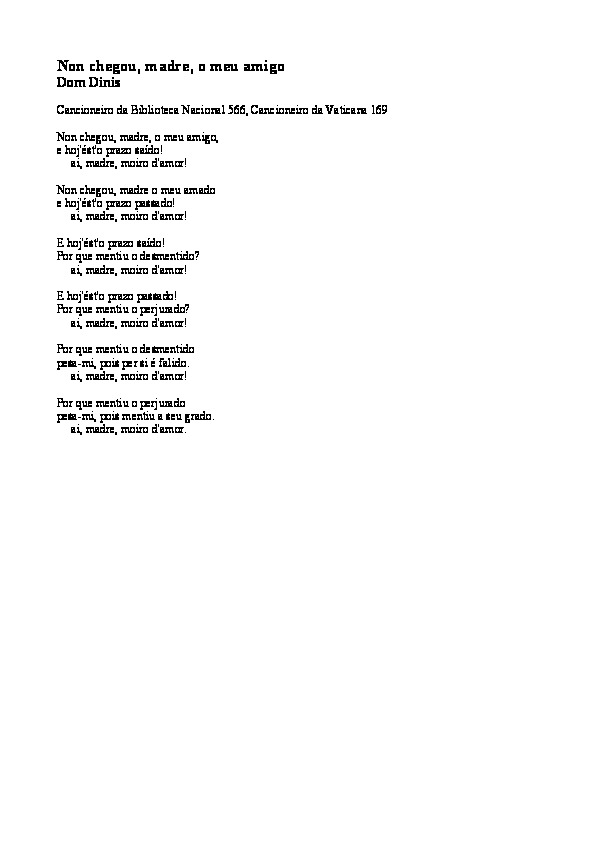 Non chegou, madre, o meu amigo
Dom Dinis
Cancioneiro da Biblioteca Nacional 566, Cancioneiro da Vaticana 169
Non chegou, madre, o meu amigo,
e hoj'ést'o prazo saído!
ai, madre, moiro d'amor!
Non chegou, madre o meu amado
e hoj'ést'o prazo passado!
ai, madre, moiro d'amor!
E hoj'ést'o prazo saído!
Por que mentiu o desmentido?
ai, madre, moiro d'amor!
E hoj'ést'o prazo passado!
Por que mentiu o perjurado?
ai, madre, moiro d'amor!
Por que mentiu o desmentido
pesa-mi, pois per si é falido.
ai, madre, moiro d'amor!
Por que mentiu o perjurado
pesa-mi, pois mentiu a seu grado.
ai, madre, moiro d'amor.